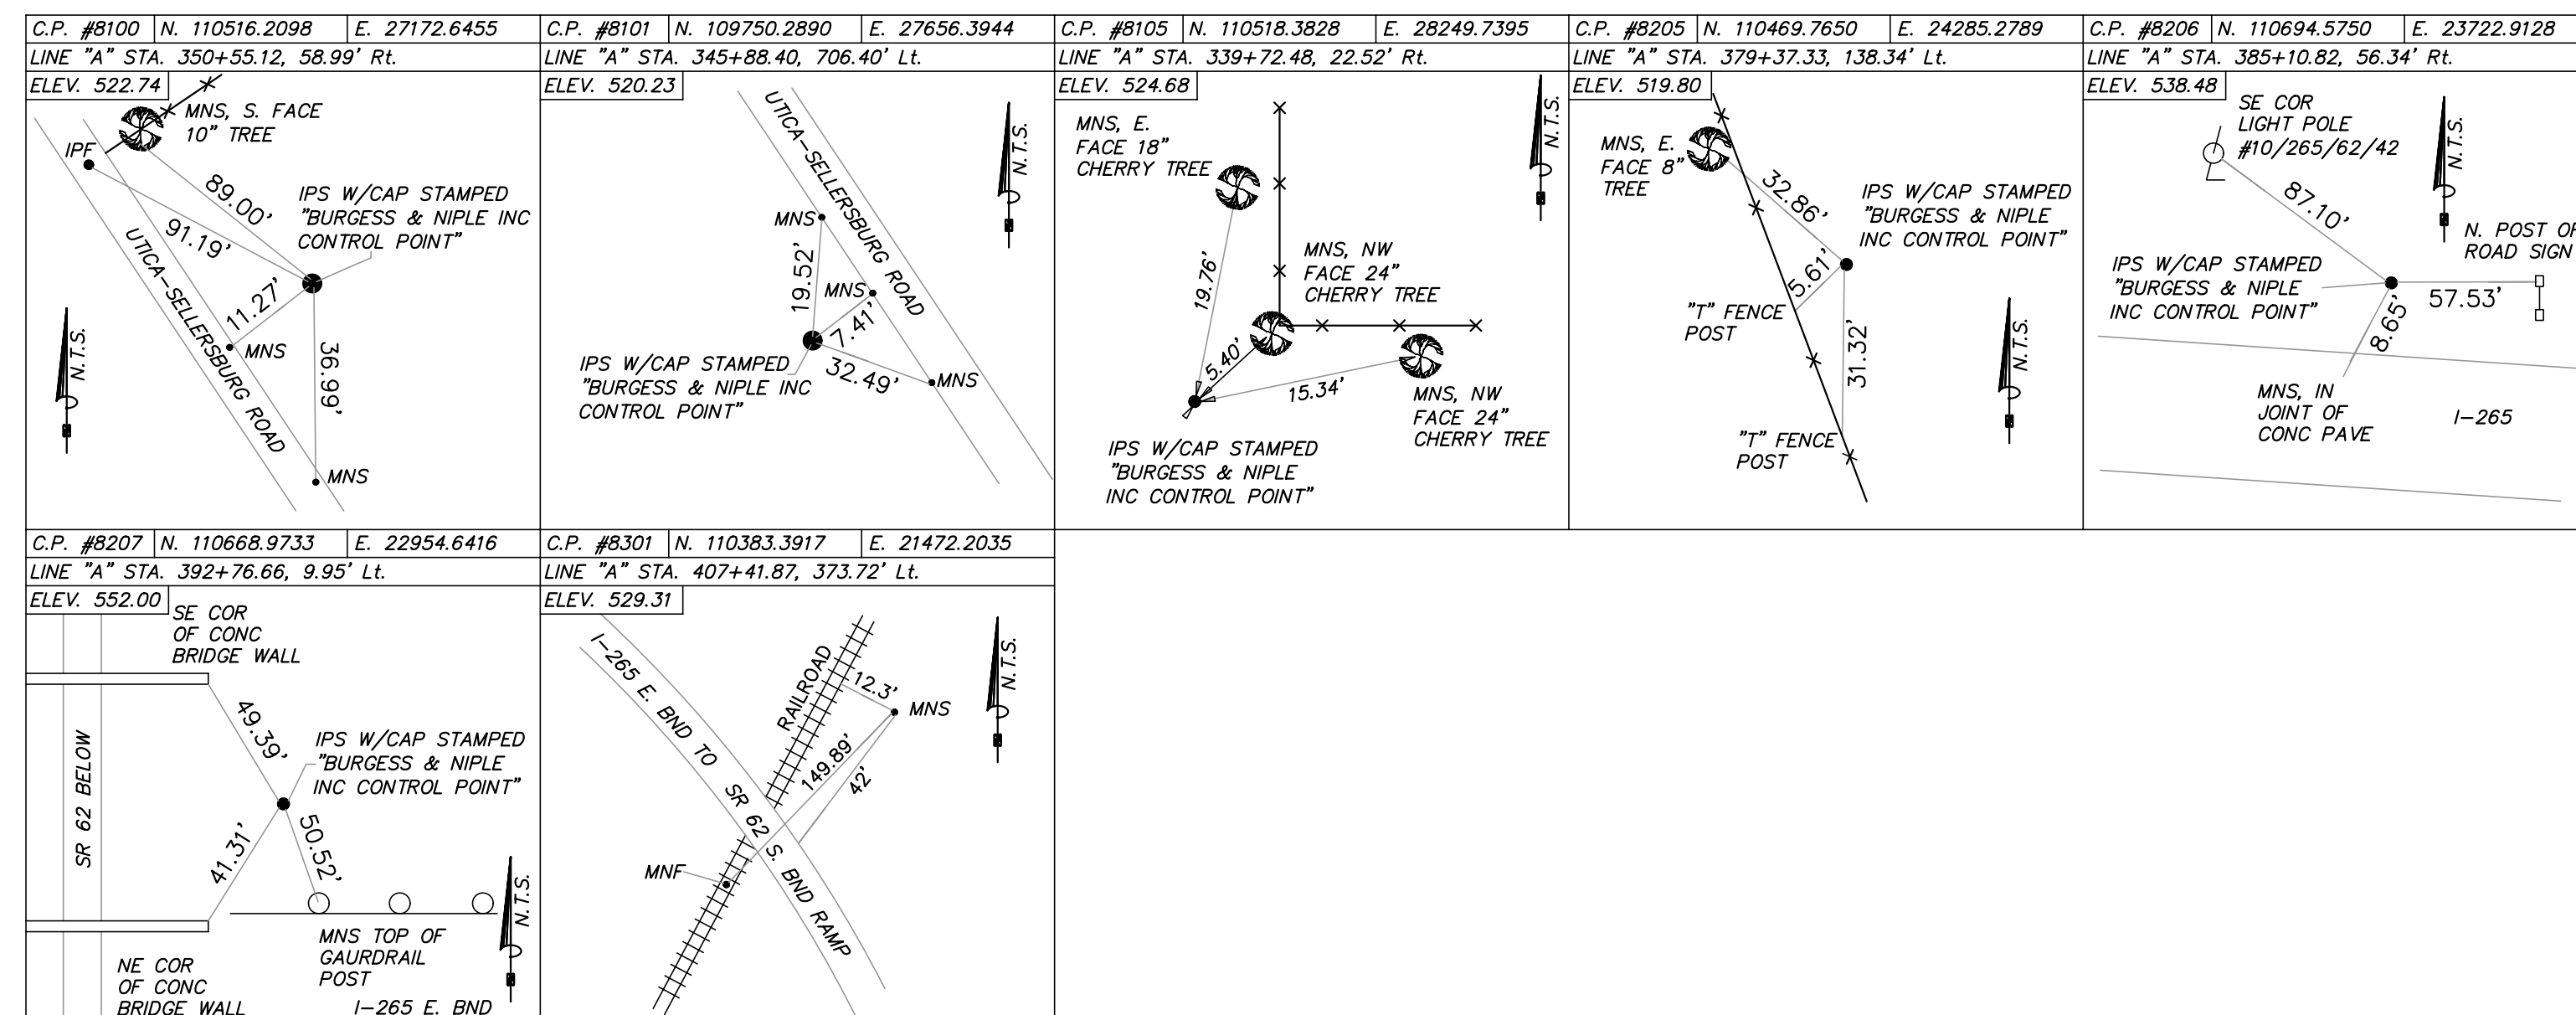 C.P. #8100 N. 110516.2098 E. 27172.6455
LINE "A" STA. 350+55.12, 58.99' Rt.
ELEV. 522.74
MNS, S. FACE
10" TREE
IPF
89.00'
91.19'
IPS W/CAP STAMPED
"BURGESS & NIPLE INC
CONTROL POINT"
UTICA-SELLERSBURG ROAD
11.27'
MNS
36.99'
MNS
N.T.S.
C.P. #8101 N. 109750.2890 E. 27656.3944
LINE "A" STA. 345+88.40, 706.40' Lt.
ELEV. 520.23
UTICA-SELLERSBURG ROAD
N.T.S.
MNS
19.52'
MNS
7.41'
IPS W/CAP STAMPED
"BURGESS & NIPLE INC
CONTROL POINT"
32.49'
MNS
C.P. #8105 N. 110518.3828 E. 28249.7395
LINE "A" STA. 339+72.48, 22.52' Rt.
ELEV. 524.68
N.T.S.
MNS, E.
FACE 18"
CHERRY TREE
19.76'
MNS, NW
FACE 24"
CHERRY TREE
5.40'
15.34'
MNS, NW
FACE 24"
CHERRY TREE
IPS W/CAP STAMPED
"BURGESS & NIPLE
INC CONTROL POINT"
C.P. #8205 N. 110469.7650 E. 24285.2789
LINE "A" STA. 379+37.33, 138.34' Lt.
ELEV. 519.80
MNS, E.
FACE 8"
TREE
32.86'
IPS W/CAP STAMPED
"BURGESS & NIPLE
INC CONTROL POINT"
5.61'
"T" FENCE
POST
31.32'
N.T.S.
"T" FENCE
POST
C.P. #8206 N. 110694.5750 E. 23722.9128
LINE "A" STA. 385+10.82, 56.34' Rt.
ELEV. 538.48
SE COR
LIGHT POLE
#10/265/62/42
N.T.S.
87.10'
N. POST OF
ROAD SIGN
IPS W/CAP STAMPED
"BURGESS & NIPLE
INC CONTROL POINT"
57.53'
8.65'
MNS, IN
JOINT OF
CONC PAVE
I-265
C.P. #8207 N. 110668.9733 E. 22954.6416
LINE "A" STA. 392+76.66, 9.95' Lt.
ELEV. 552.00
SE COR
OF CONC
BRIDGE WALL
49.39'
SR 62 BELOW
IPS W/CAP STAMPED
"BURGESS & NIPLE
INC CONTROL POINT"
41.31'
50.52'
N.T.S.
MNS TOP OF
GAURDRAIL
POST
NE COR
OF CONC
BRIDGE WALL
I-265 E. BND
C.P. #8301 N. 110383.3917 E. 21472.2035
LINE "A" STA. 407+41.87, 373.72' Lt.
ELEV. 529.31
I-265 E. BND TO SR 62 S. BND RAMP
RAILROAD
12.3'
MNS
N.T.S.
149.89'
42'
MNF